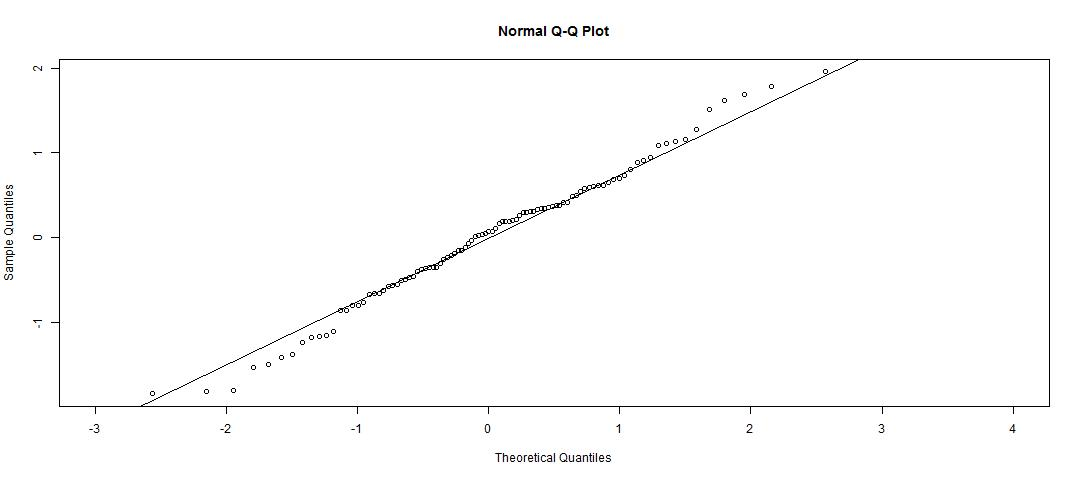 Normal Q-Q Plot
2
1
0
-1
Sample Quantiles
-3 -2 -1 0 1 2 3 4
Theoretical Quantiles